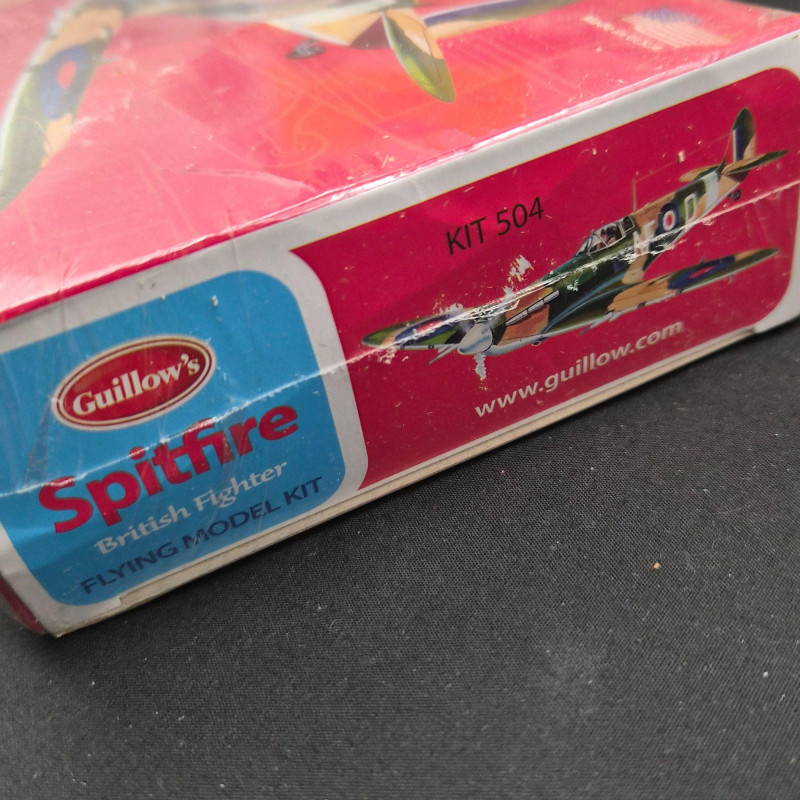 Guillow's
Spitfire
British Fighter
FLYING MODEL KIT
KIT 504
D
www.guillow.com